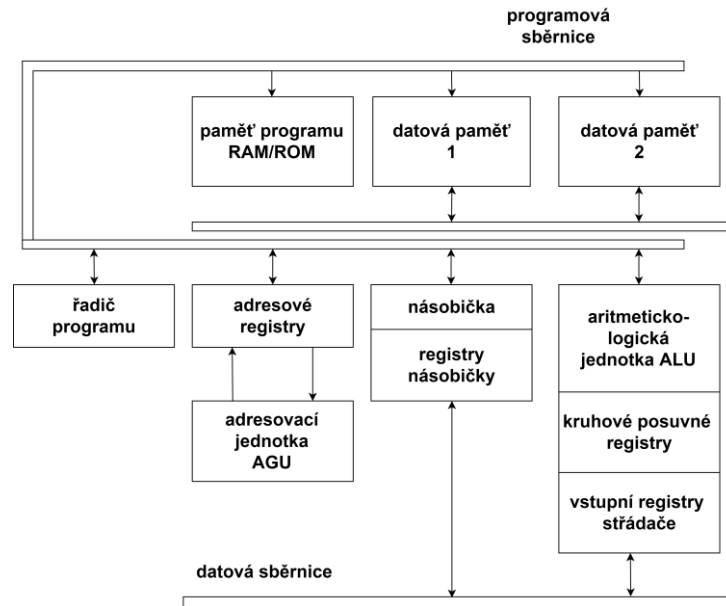 programová
sběrnice
paměť programu
RAM/ROM
datová paměť
1
datová paměť
2
řadič
programu
adresové
registry
násobička
registry
násobičky
aritmeticko-
logická
jednotka ALU
adresovací
jednotka
AGU
kruhové posuvné
registry
vstupní registry
střádače
datová sběrnice